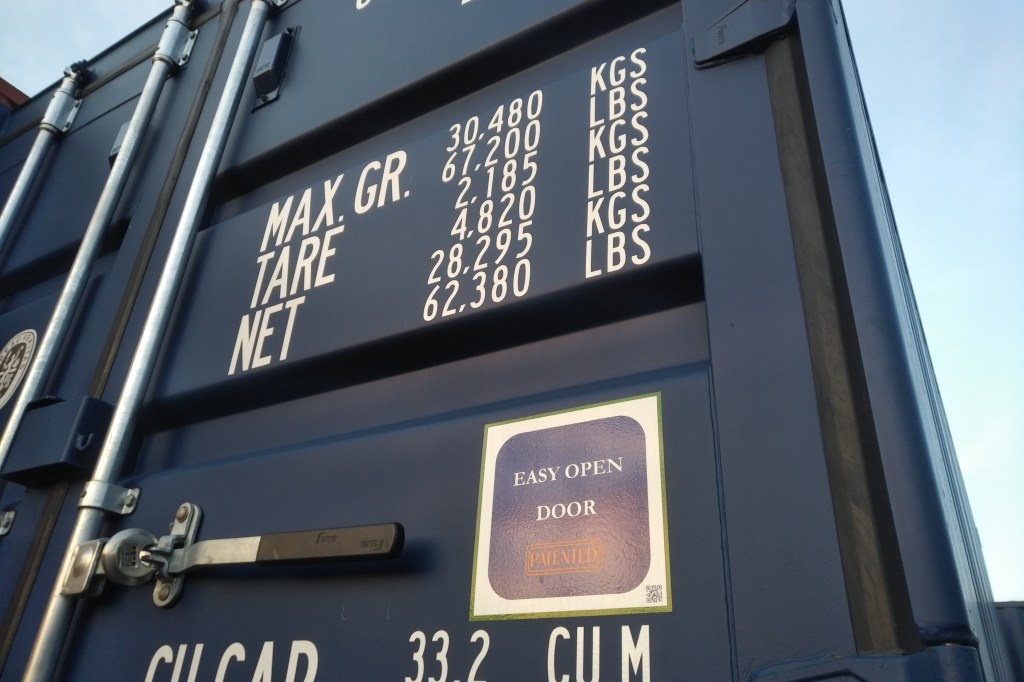 MAX. GR. 30,480 KGS
67,200 LBS
TARE 2,185 KGS
4,820 LBS
NET 28,295 KGS
62,380 LBS
EASY OPEN
DOOR
PATENTED
CU.CAP. 33.2 CU.M